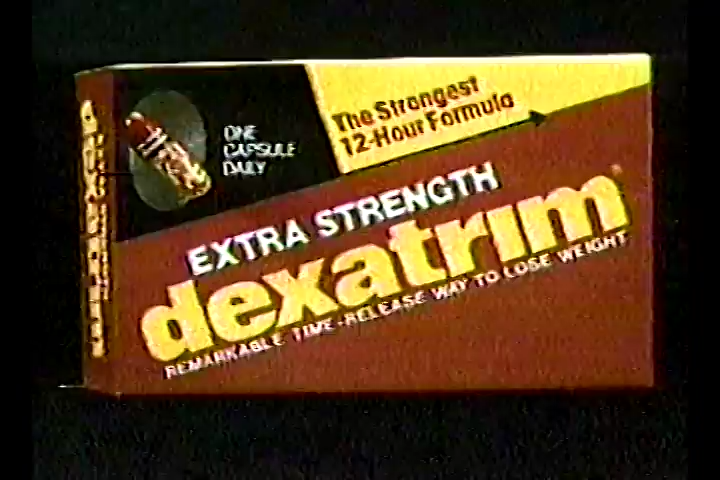 ONE
CAPSULE
DAILY
The Strongest
12-Hour Formula
EXTRA STRENGTH
dexatrim
REMARKABLE TIME-RELEASE WAY TO LOSE WEIGHT